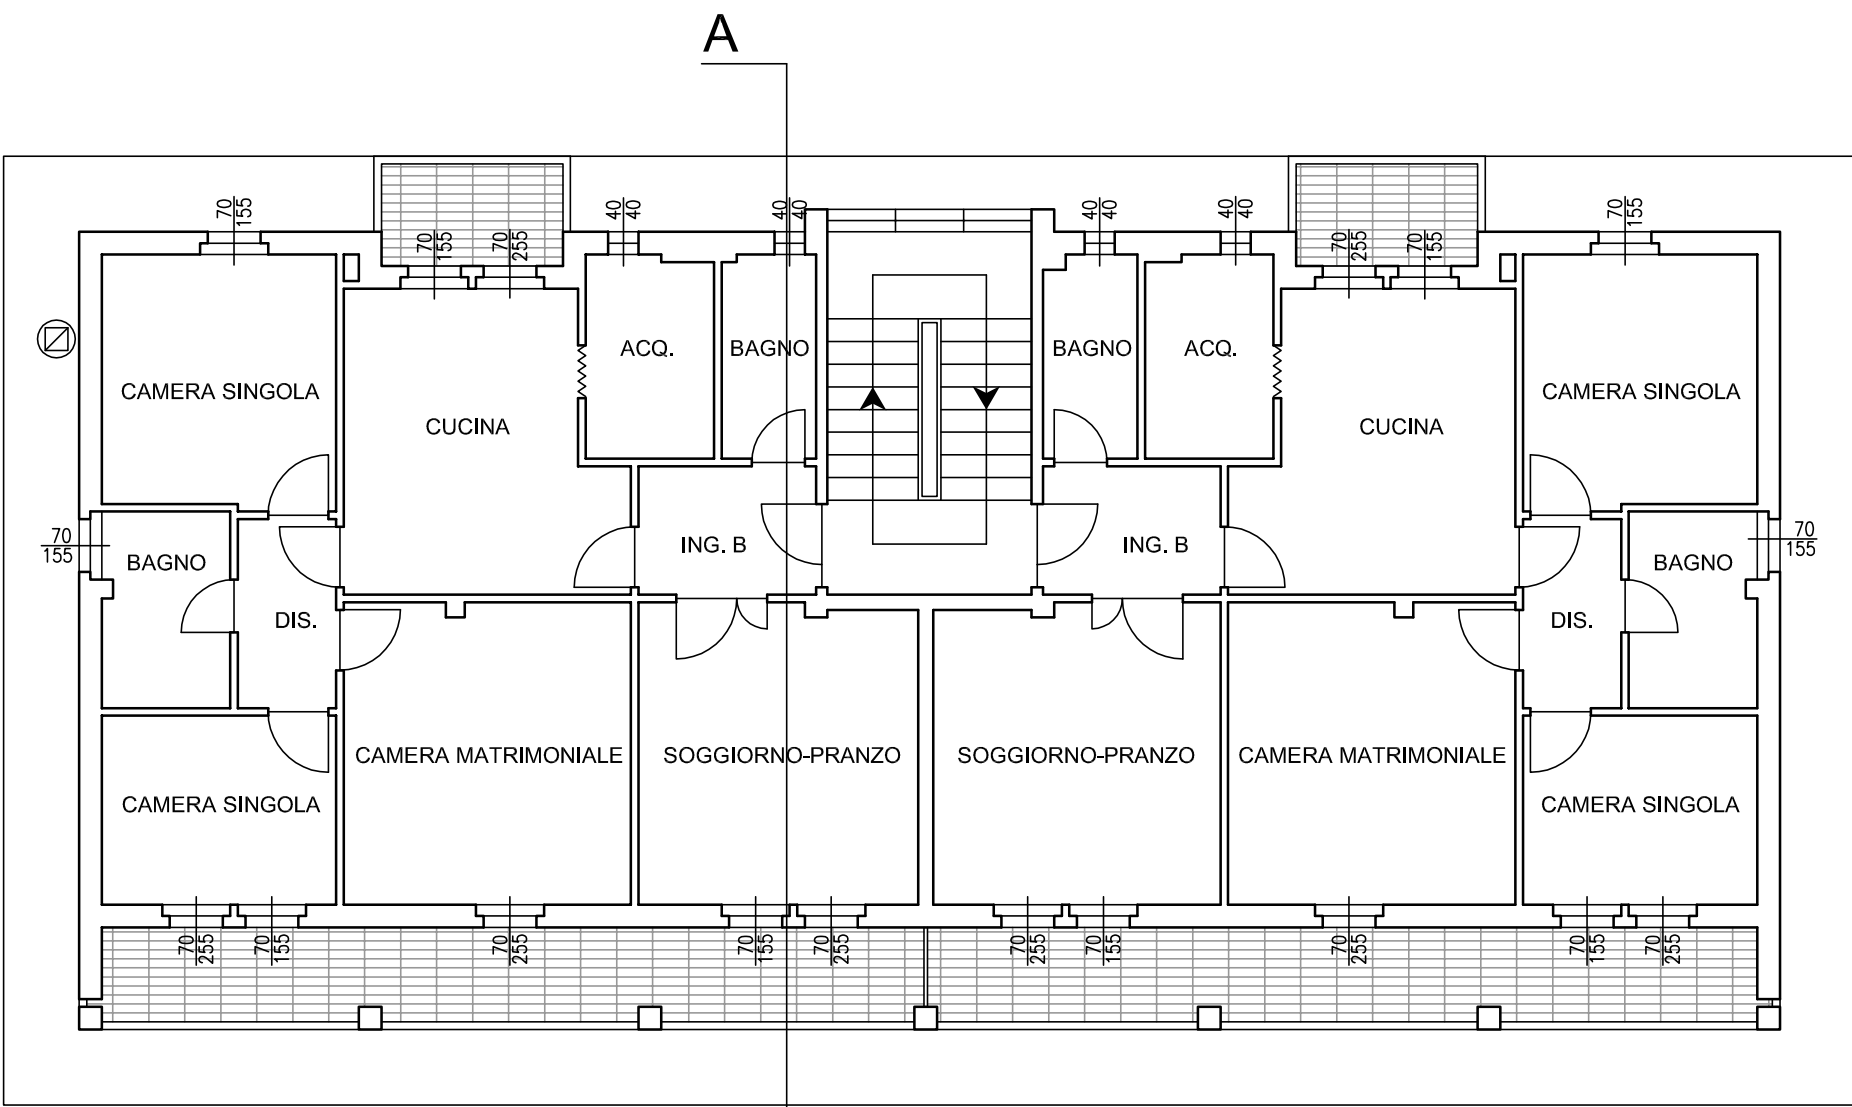 A
70
155
70
155
70
255
40
40
40
40
40
40
40
40
70
255
70
155
70
155
ACQ.
BAGNO
BAGNO
ACQ.
CAMERA SINGOLA
CUCINA
CUCINA
CAMERA SINGOLA
70
155
BAGNO
ING. B
ING. B
BAGNO
70
155
DIS.
DIS.
CAMERA MATRIMONIALE
SOGGIORNO-PRANZO
SOGGIORNO-PRANZO
CAMERA MATRIMONIALE
CAMERA SINGOLA
CAMERA SINGOLA
70
255
70
155
70
255
70
155
70
255
70
255
70
155
70
255
70
155
70
255